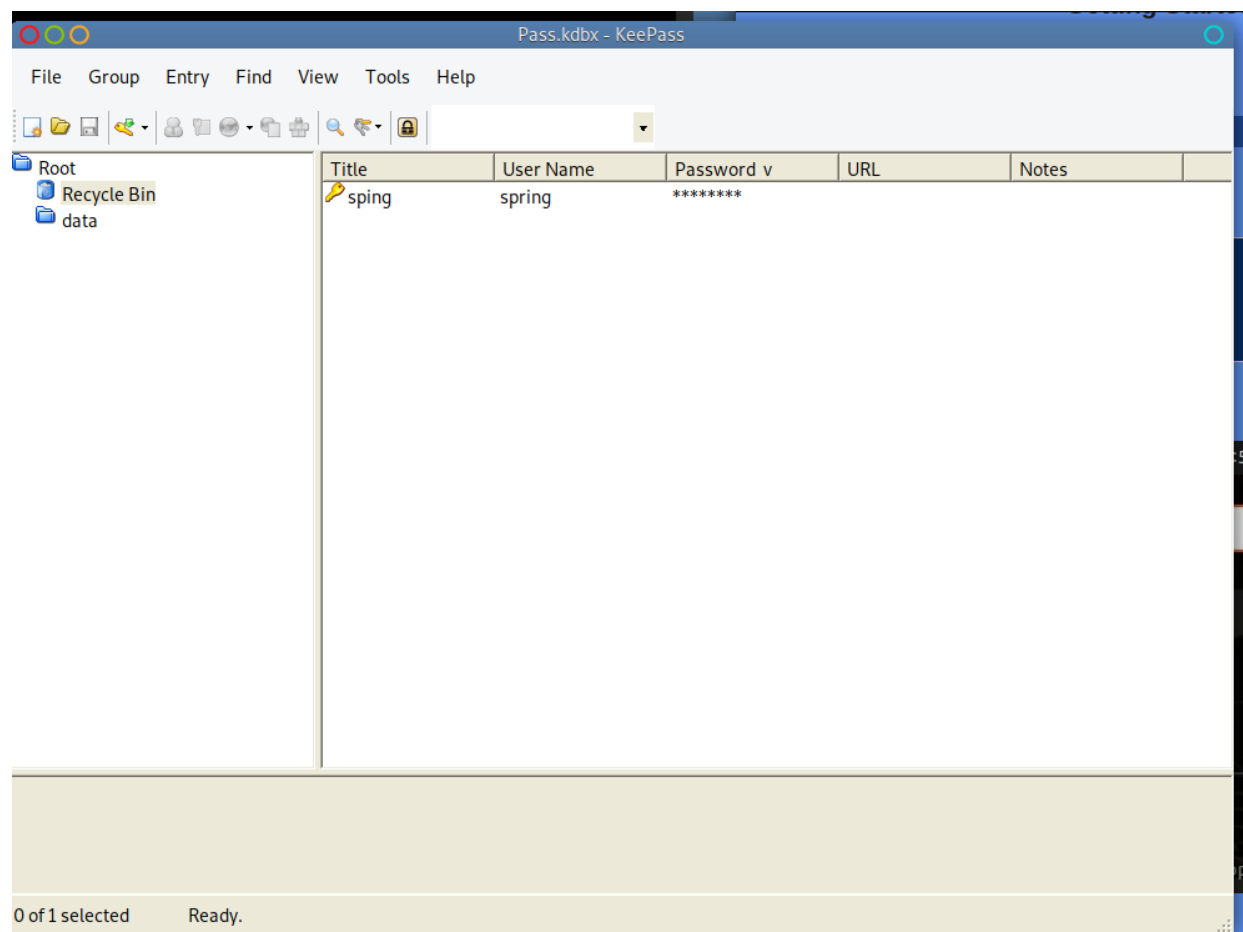 Pass.kdbx - KeePass
File Group Entry Find View Tools Help
Root
Recycle Bin
data
Title User Name Password v URL Notes
sping spring ********
0 of 1 selected Ready.